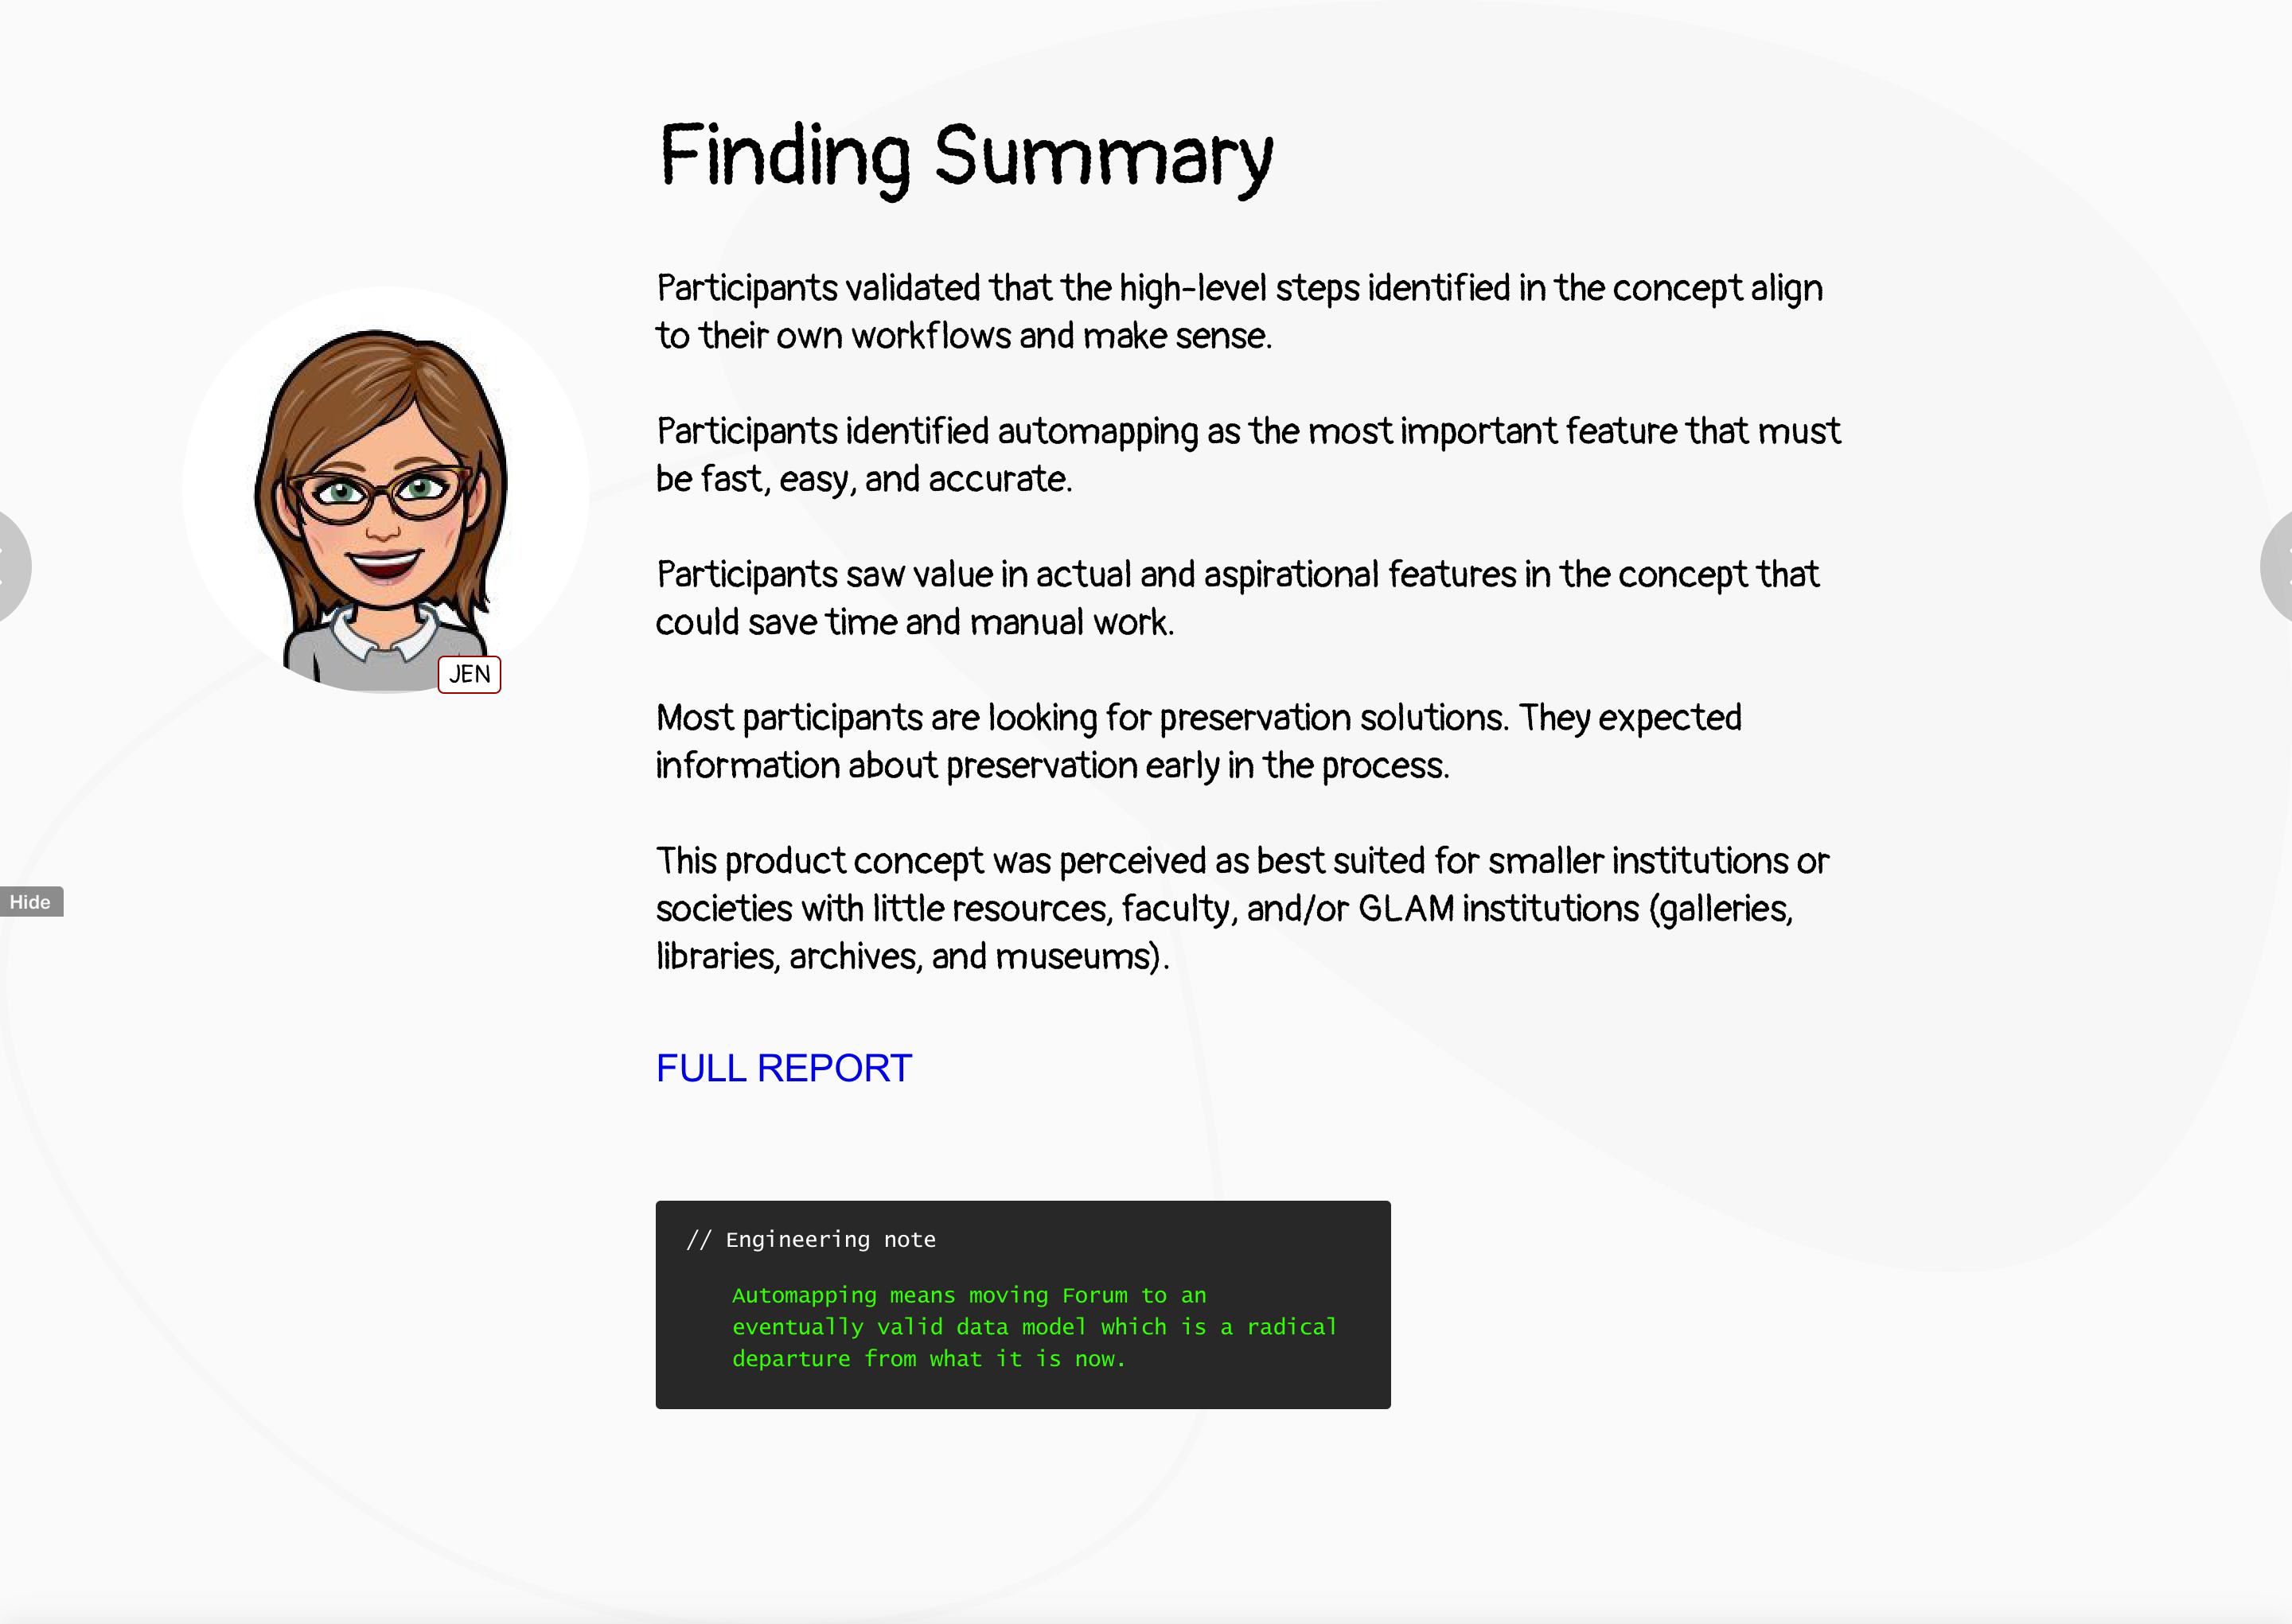 Finding Summary
Participants validated that the high-level steps identified in the concept align
to their own workflows and make sense.
Participants identified automapping as the most important feature that must
be fast, easy, and accurate.
Participants saw value in actual and aspirational features in the concept that
could save time and manual work.
JEN
Most participants are looking for preservation solutions. They expected
information about preservation early in the process.
This product concept was perceived as best suited for smaller institutions or
societies with little resources, faculty, and/or GLAM institutions (galleries,
libraries, archives, and museums).
Hide
FULL REPORT
// Engineering note
Automapping means moving Forum to an
eventually valid data model which is a radical
departure from what it is now.